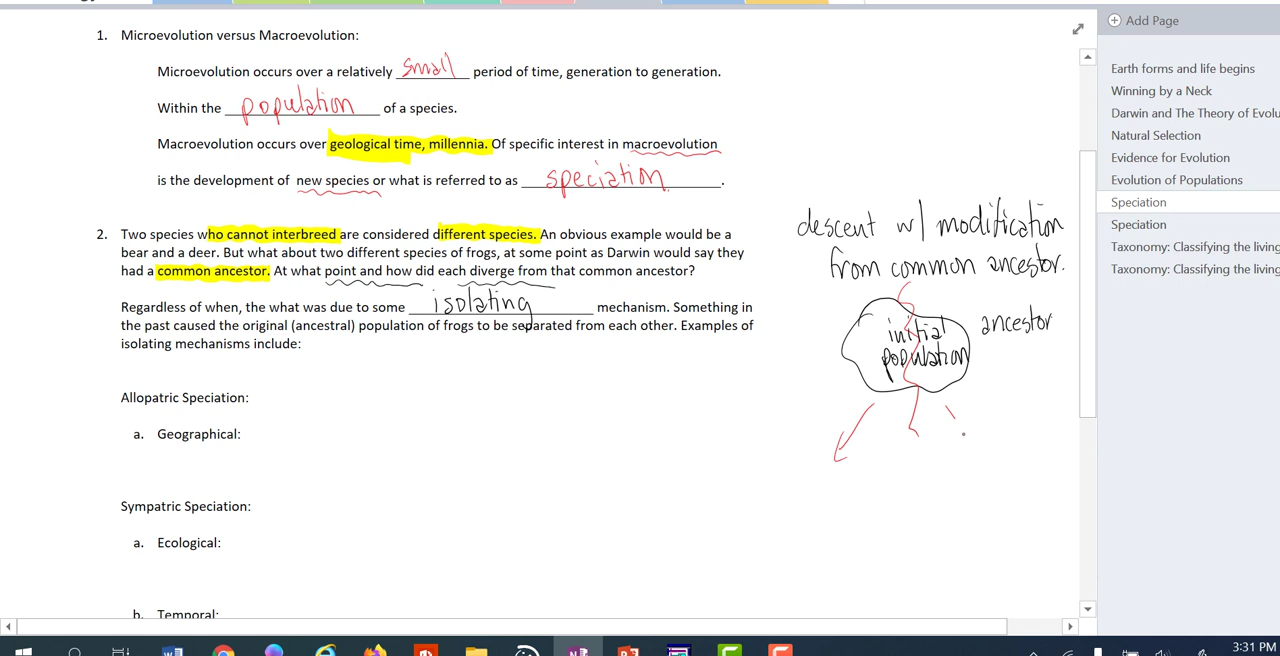 Add Page
1. Microevolution versus Macroevolution:
Microevolution occurs over a relatively small period of time, generation to generation.
Within the population of a species.
Macroevolution occurs over geological time, millennia. Of specific interest in macroevolution
is the development of new species or what is referred to as speciation.
2. Two species who cannot interbreed are considered different species. An obvious example would be a
bear and a deer. But what about two different species of frogs, at some point as Darwin would say they
had a common ancestor. At what point and how did each diverge from that common ancestor?
Regardless of when, the what was due to some isolating mechanism. Something in
the past caused the original (ancestral) population of frogs to be separated from each other. Examples of
isolating mechanisms include:
Allopatric Speciation:
a. Geographical:
Sympatric Speciation:
a. Ecological:
b. Temporal:
descent w/ modification
from common ancestor.
initial
population
ancestor
Earth forms and life begins
Winning by a Neck
Darwin and The Theory of Evolu
Natural Selection
Evidence for Evolution
Evolution of Populations
Speciation
Speciation
Taxonomy: Classifying the living
Taxonomy: Classifying the living
3:31 PM